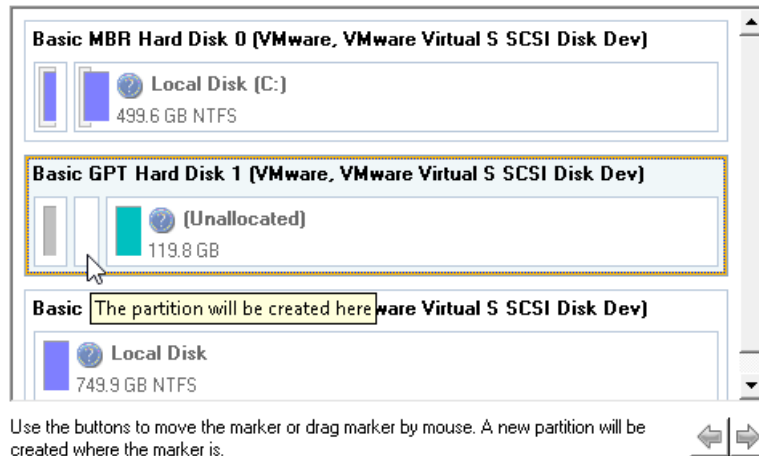 Basic MBR Hard Disk 0 (VMware, VMware Virtual S SCSI Disk Dev)
Local Disk (C:)
499.6 GB NTFS
Basic GPT Hard Disk 1 (VMware, VMware Virtual S SCSI Disk Dev)
(Unallocated)
119.8 GB
Basic
The partition will be created here
ware Virtual S SCSI Disk Dev)
Local Disk
749.9 GB NTFS
Use the buttons to move the marker or drag marker by mouse. A new partition will be
created where the marker is.